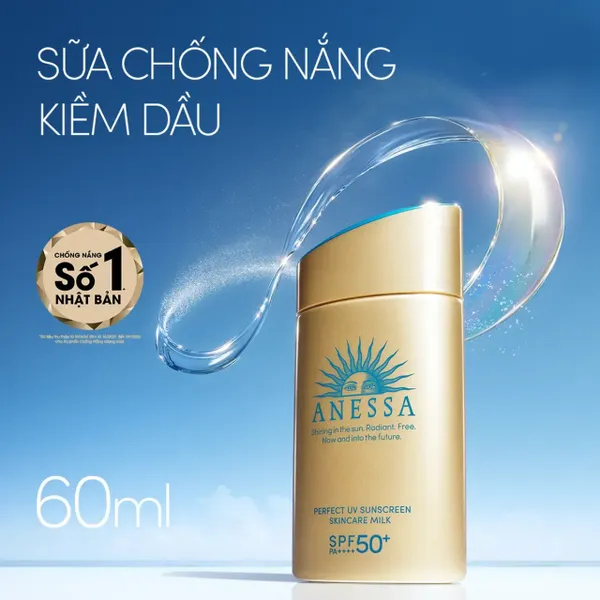 SỮA CHỐNG NẮNG
KIỀM DẦU
CHỐNG NẮNG
Số 1
NHẬT BẢN
ANESSA
Shining in the sun. Radiant. Free.
Now and into the future.
60ml
PERFECT UV SUNSCREEN
SKINCARE MILK
SPF50+
PA++++